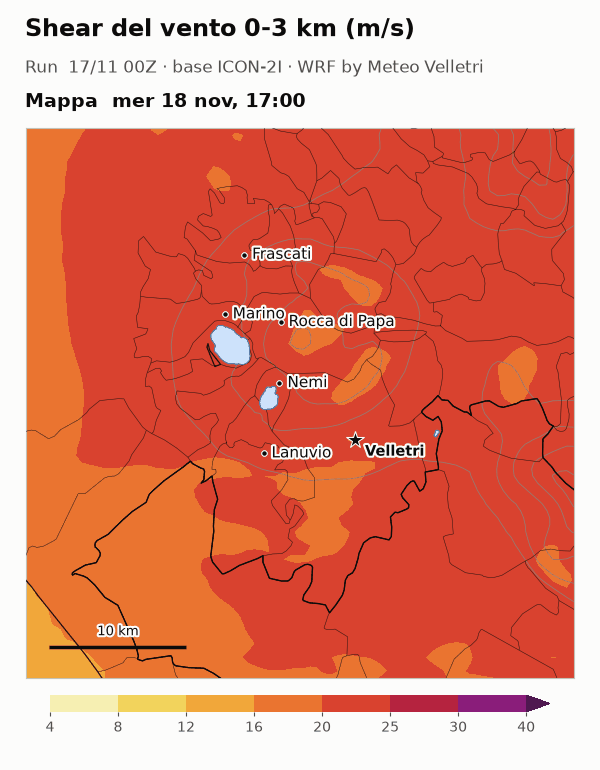 Shear del vento 0-3 km (m/s)
Run  17/11 00Z · base ICON-2I · WRF by Meteo Velletri
Mappa  mer 18 nov, 17:00
Frascati
Marino
Rocca di Papa
Nemi
Velletri
Lanuvio
10 km
4 8 12 16 20 25 30 40